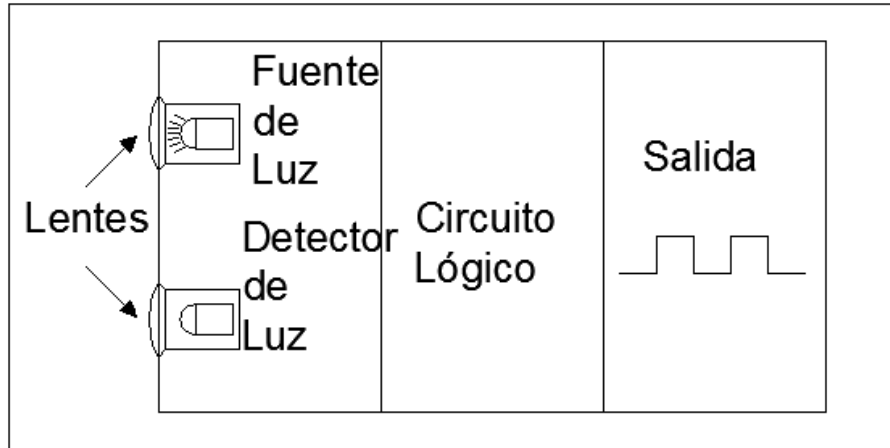 Fuente
de
Luz
Lentes
Detector
de
Luz
Circuito
Lógico
Salida